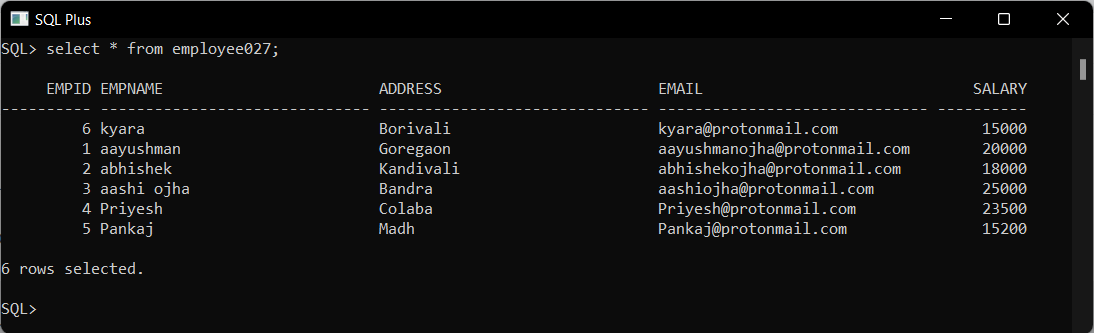 SQL Plus
SQL> select * from employee027;
EMPID EMPNAME ADDRESS EMAIL SALARY
---------- ------------------------------ ------------------------------ ------------------------------ ----------
6 kyara Borivali kyara@protonmail.com 15000
1 aayushman Goregaon aayushmanojha@protonmail.com 20000
2 abhishek Kandivali abhishekojha@protonmail.com 18000
3 aashi ojha Bandra aashiojha@protonmail.com 25000
4 Priyesh Colaba Priyesh@protonmail.com 23500
5 Pankaj Madh Pankaj@protonmail.com 15200
6 rows selected.
SQL>